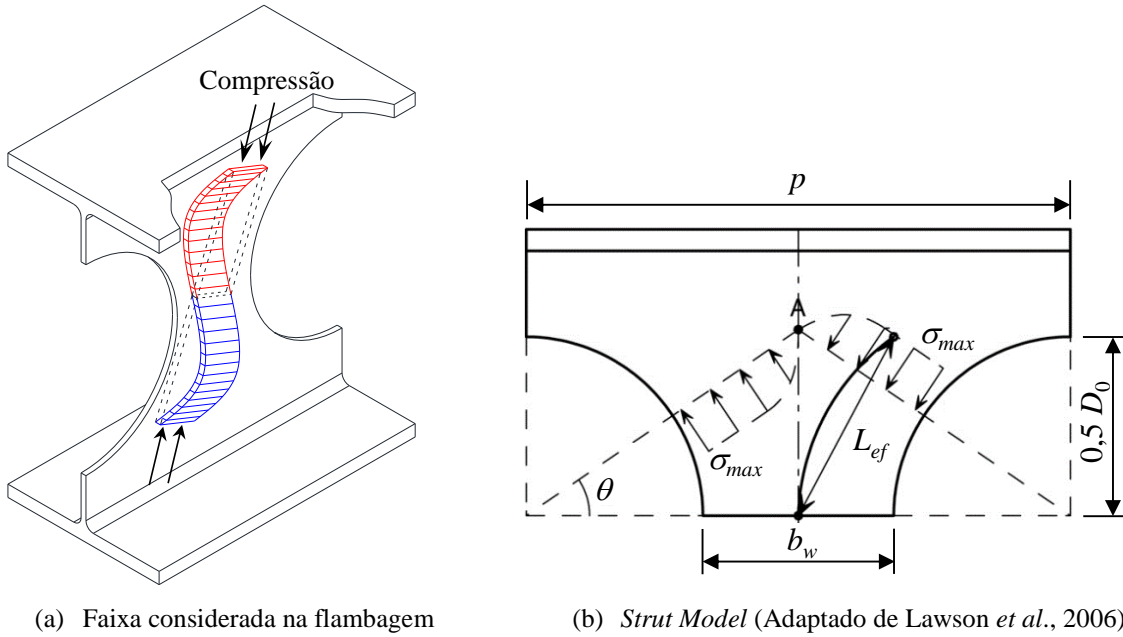 Compressão
p
A
σmax
0,5 D0
Lef
σmax
θ
bw
(a) Faixa considerada na flambagem
(b) Strut Model (Adaptado de Lawson et al., 2006)